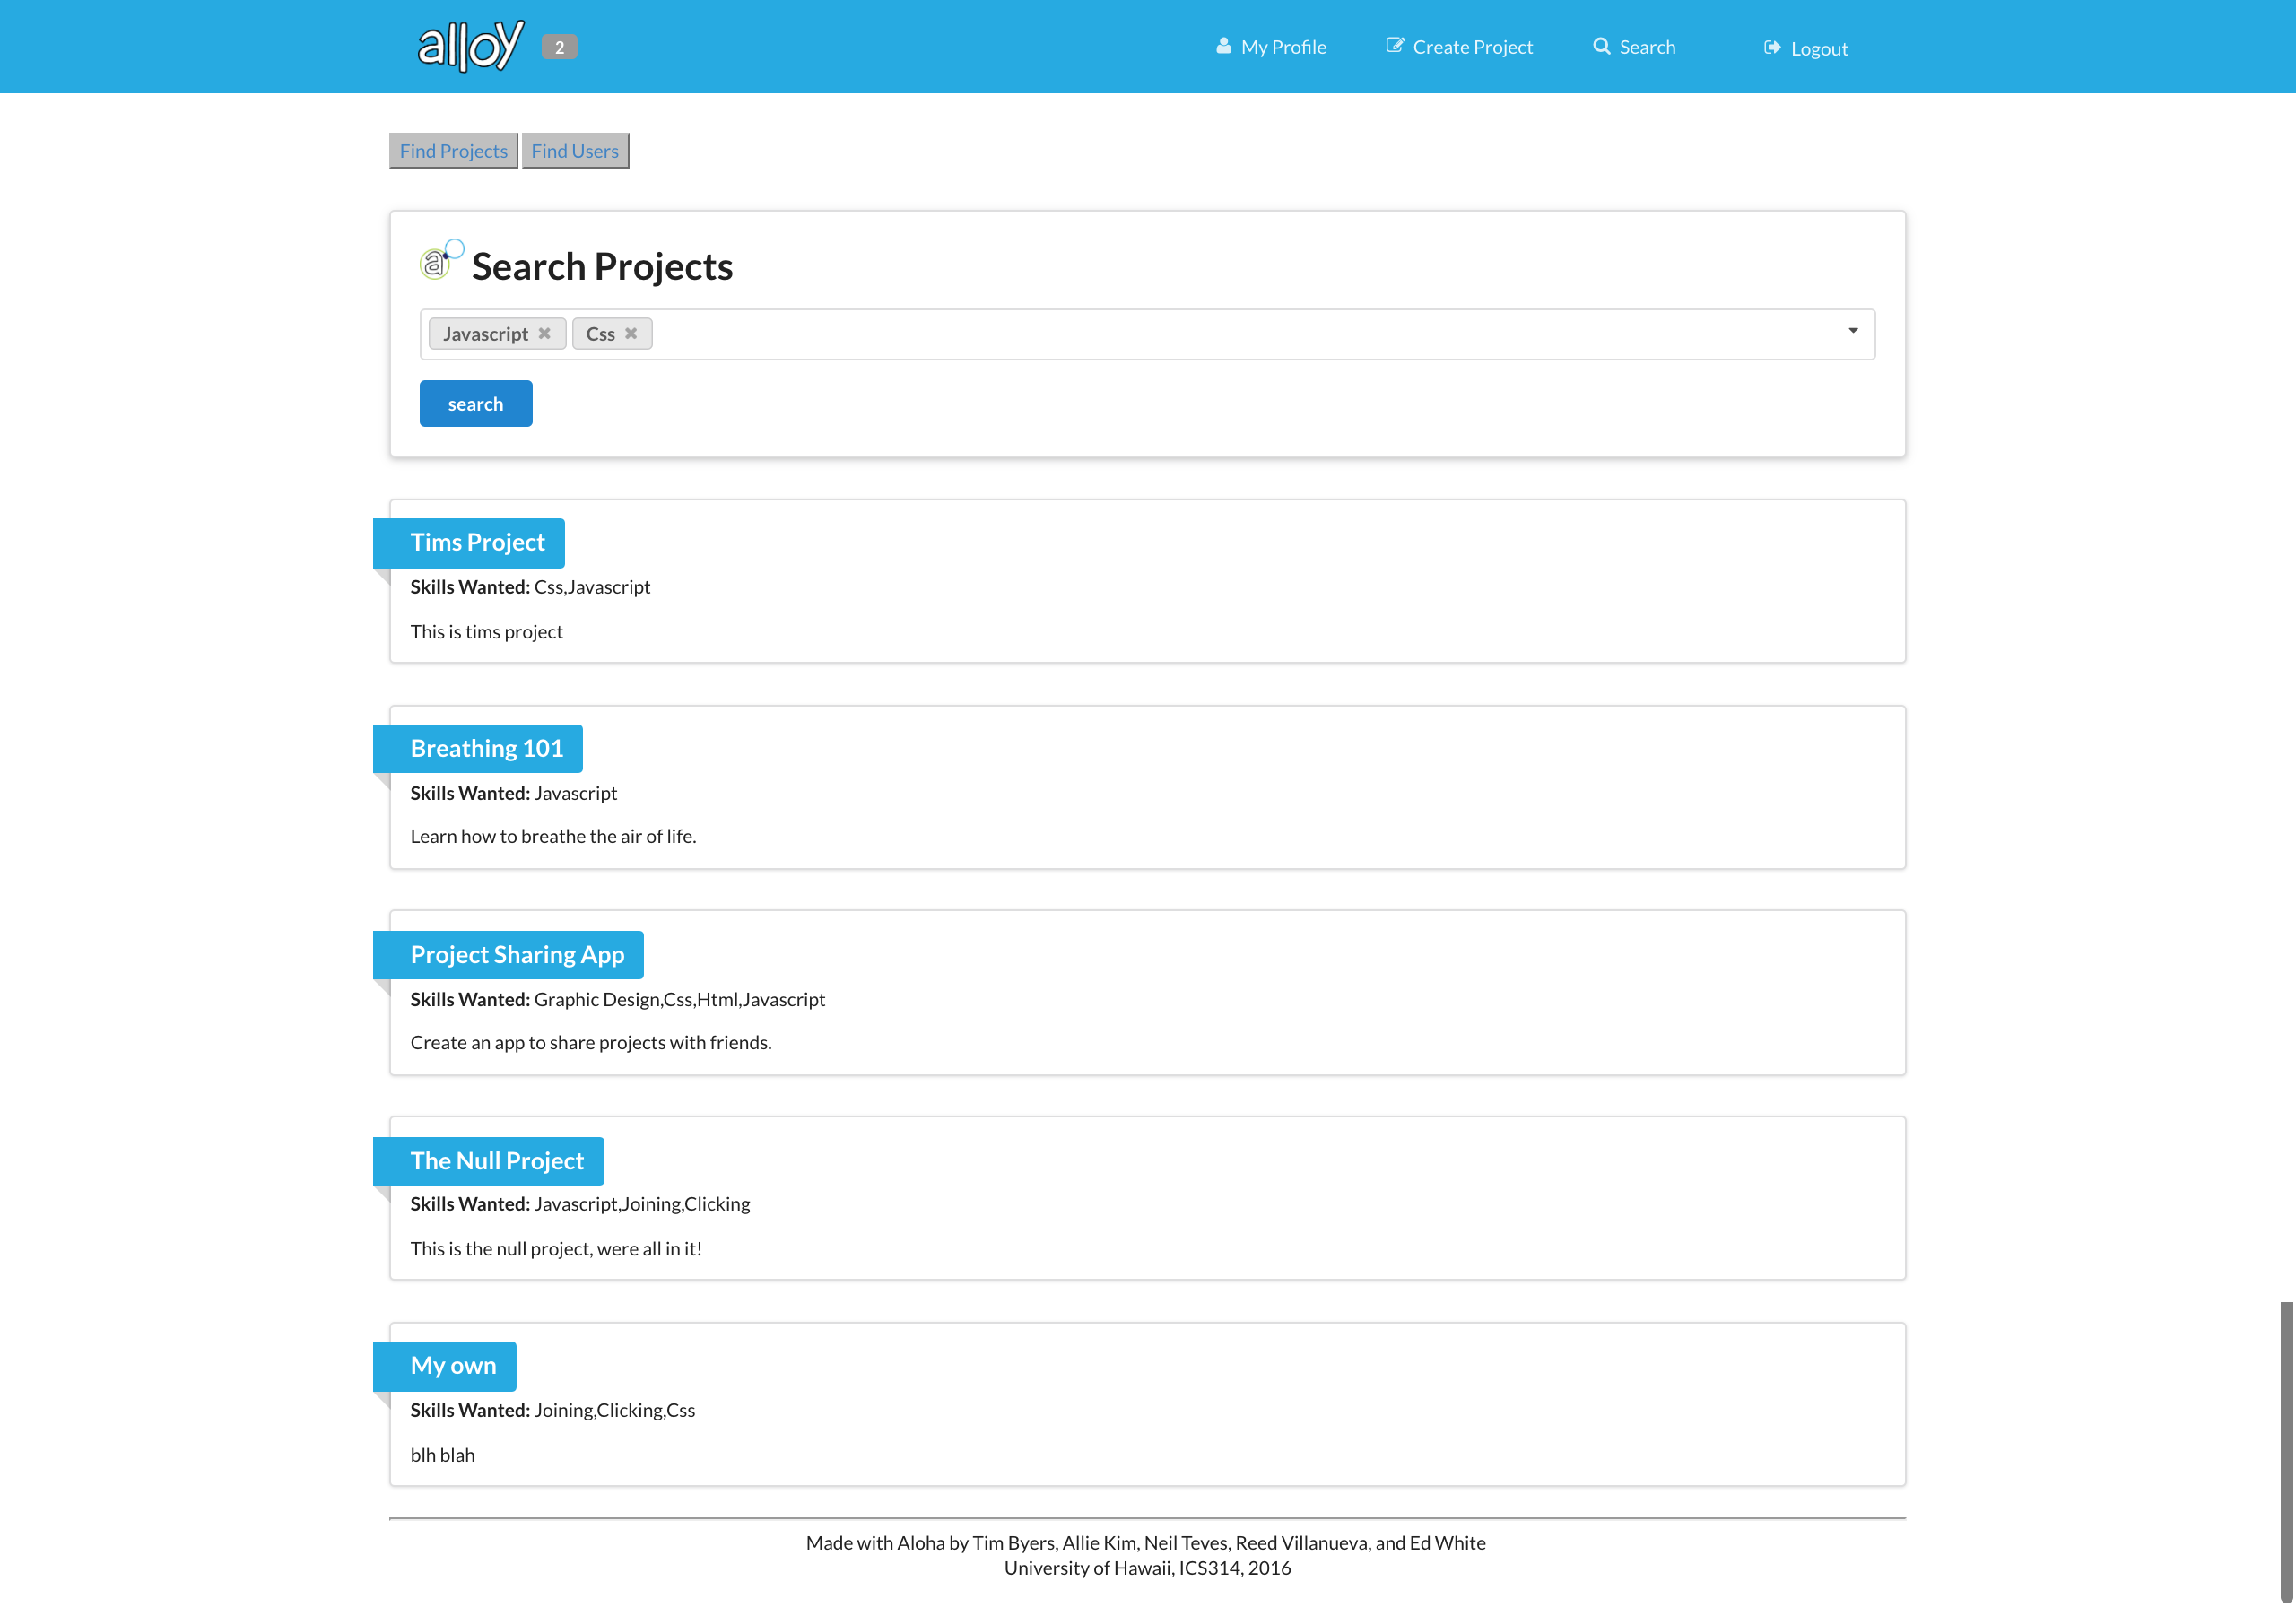 alloy 2 My Profile Create Project Search Logout
Find Projects Find Users
a Search Projects
Javascript Css
search
Tims Project
Skills Wanted: Css,Javascript
This is tims project
Breathing 101
Skills Wanted: Javascript
Learn how to breathe the air of life.
Project Sharing App
Skills Wanted: Graphic Design,Css,Html,Javascript
Create an app to share projects with friends.
The Null Project
Skills Wanted: Javascript,Joining,Clicking
This is the null project, were all in it!
My own
Skills Wanted: Joining,Clicking,Css
blh blah
Made with Aloha by Tim Byers, Allie Kim, Neil Teves, Reed Villanueva, and Ed White
University of Hawaii, ICS314, 2016